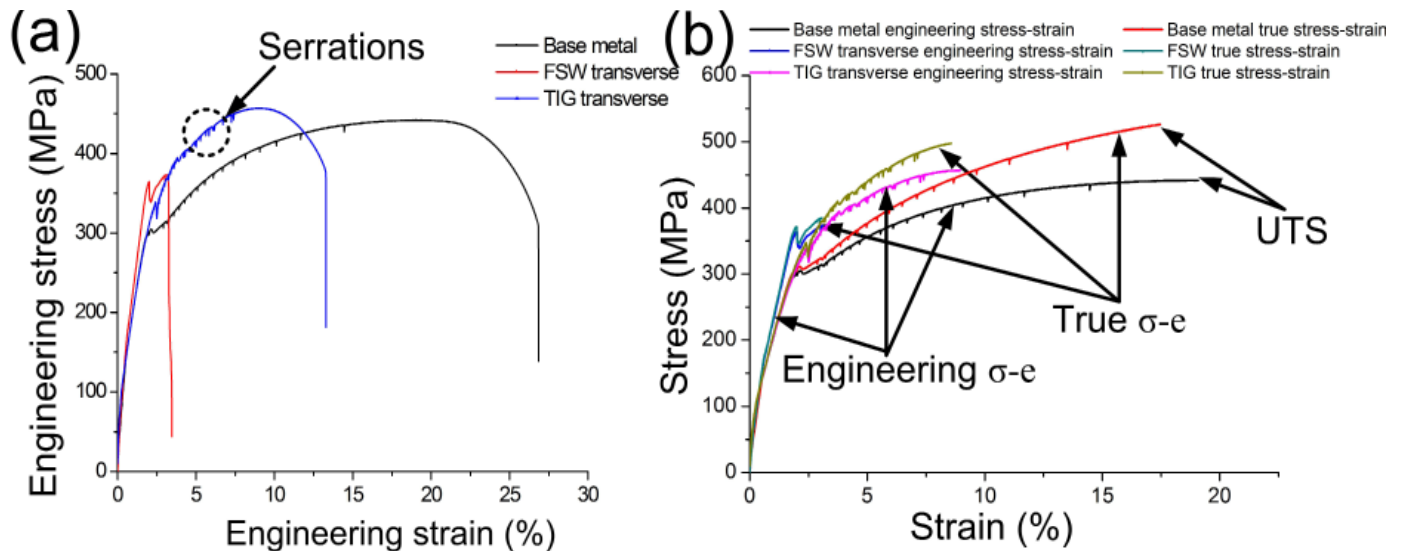 (a)
Serrations
Base metal
FSW transverse
TIG transverse
Engineering stress (MPa)
500
400
300
200
100
0
0 5 10 15 20 25 30
Engineering strain (%)
(b)
Base metal engineering stress-strain Base metal true stress-strain
FSW transverse engineering stress-strain FSW true stress-strain
TIG transverse engineering stress-strain TIG true stress-strain
Stress (MPa)
600
500
400
300
200
100
0
UTS
True σ-e
Engineering σ-e
0 5 10 15 20
Strain (%)